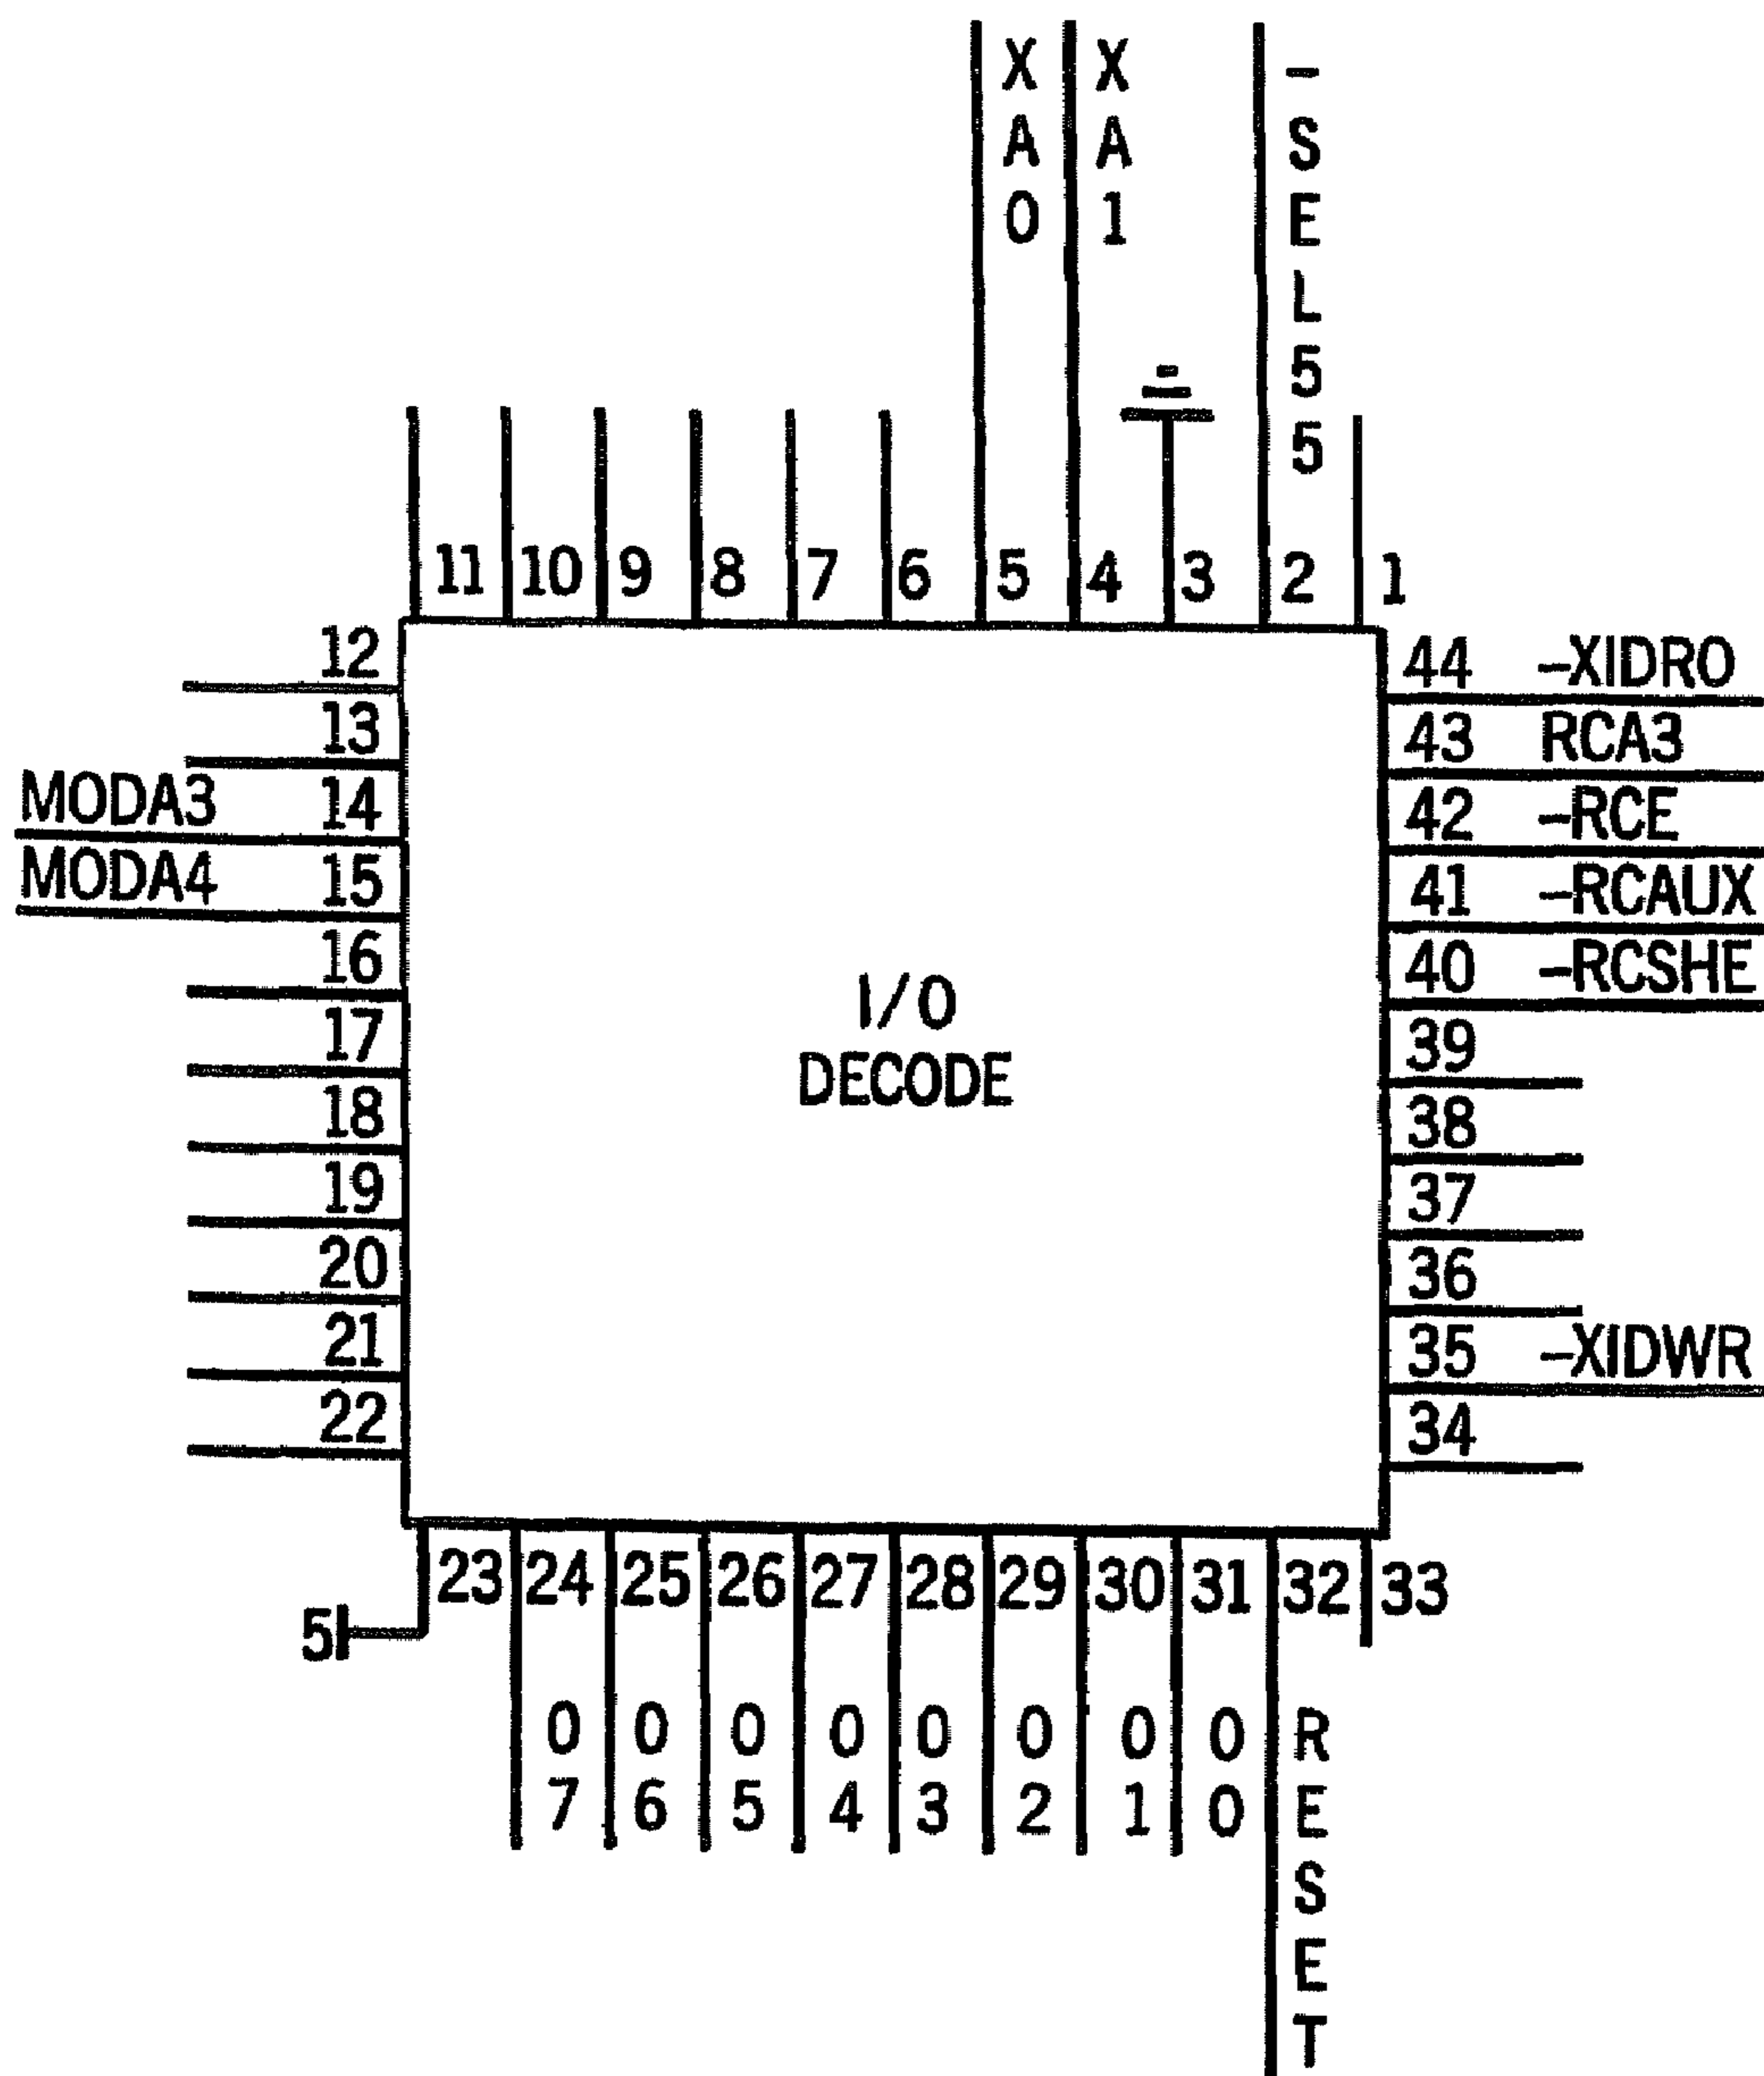 XA0
XA1
-SEL55
11 10 9 8 7 6 5 4 3 2 1
12
13
MODA3 14
MODA4 15
16
17
18
19
20
21
22
I/O
DECODE
44 -XIDRO
43 RCA3
42 -RCE
41 -RCAUX
40 -RCSHE
39
38
37
36
35 -XIDWR
34
23 24 25 26 27 28 29 30 31 32 33
5
07
06
05
04
03
02
01
00
RESET